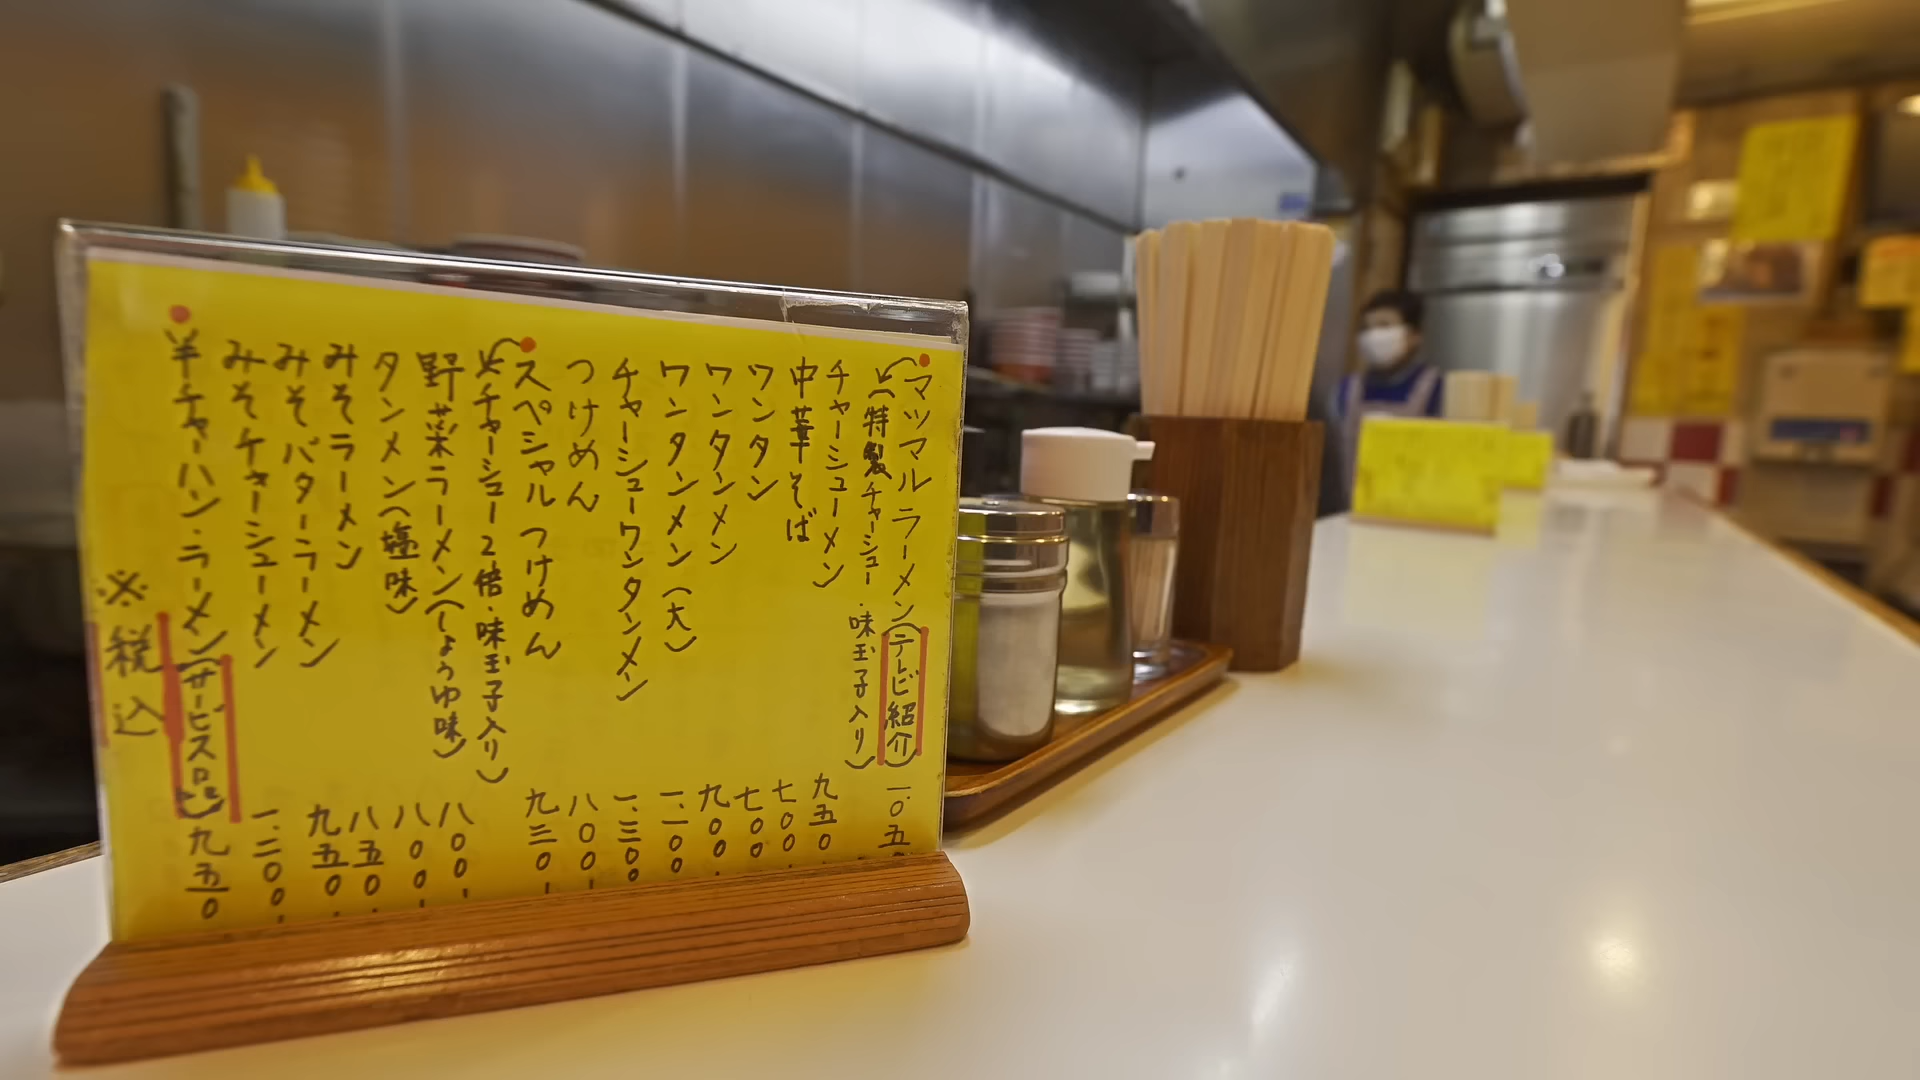 マツマルラーメン(テレビ紹介) 一、〇五〇
(特製チャーシュー・味玉子入り)
チャーシューメン 九五〇
中華そば 七〇〇
ワンタン 七〇〇
ワンタンメン 九〇〇
ワンタンメン(大) 一、一〇〇
チャーシューワンタンメン 一、三〇〇
つけめん 八〇〇
スペシャルつけめん 九三〇
(チャーシュー2倍・味玉子入り)
野菜ラーメン(しょうゆ味) 八〇〇
タンメン(塩味) 八〇〇
みそラーメン 八五〇
みそバターラーメン 九五〇
みそチャーシューメン 一、二〇〇
半チャーハン・ラーメン(サービス品) 九五〇
※税込